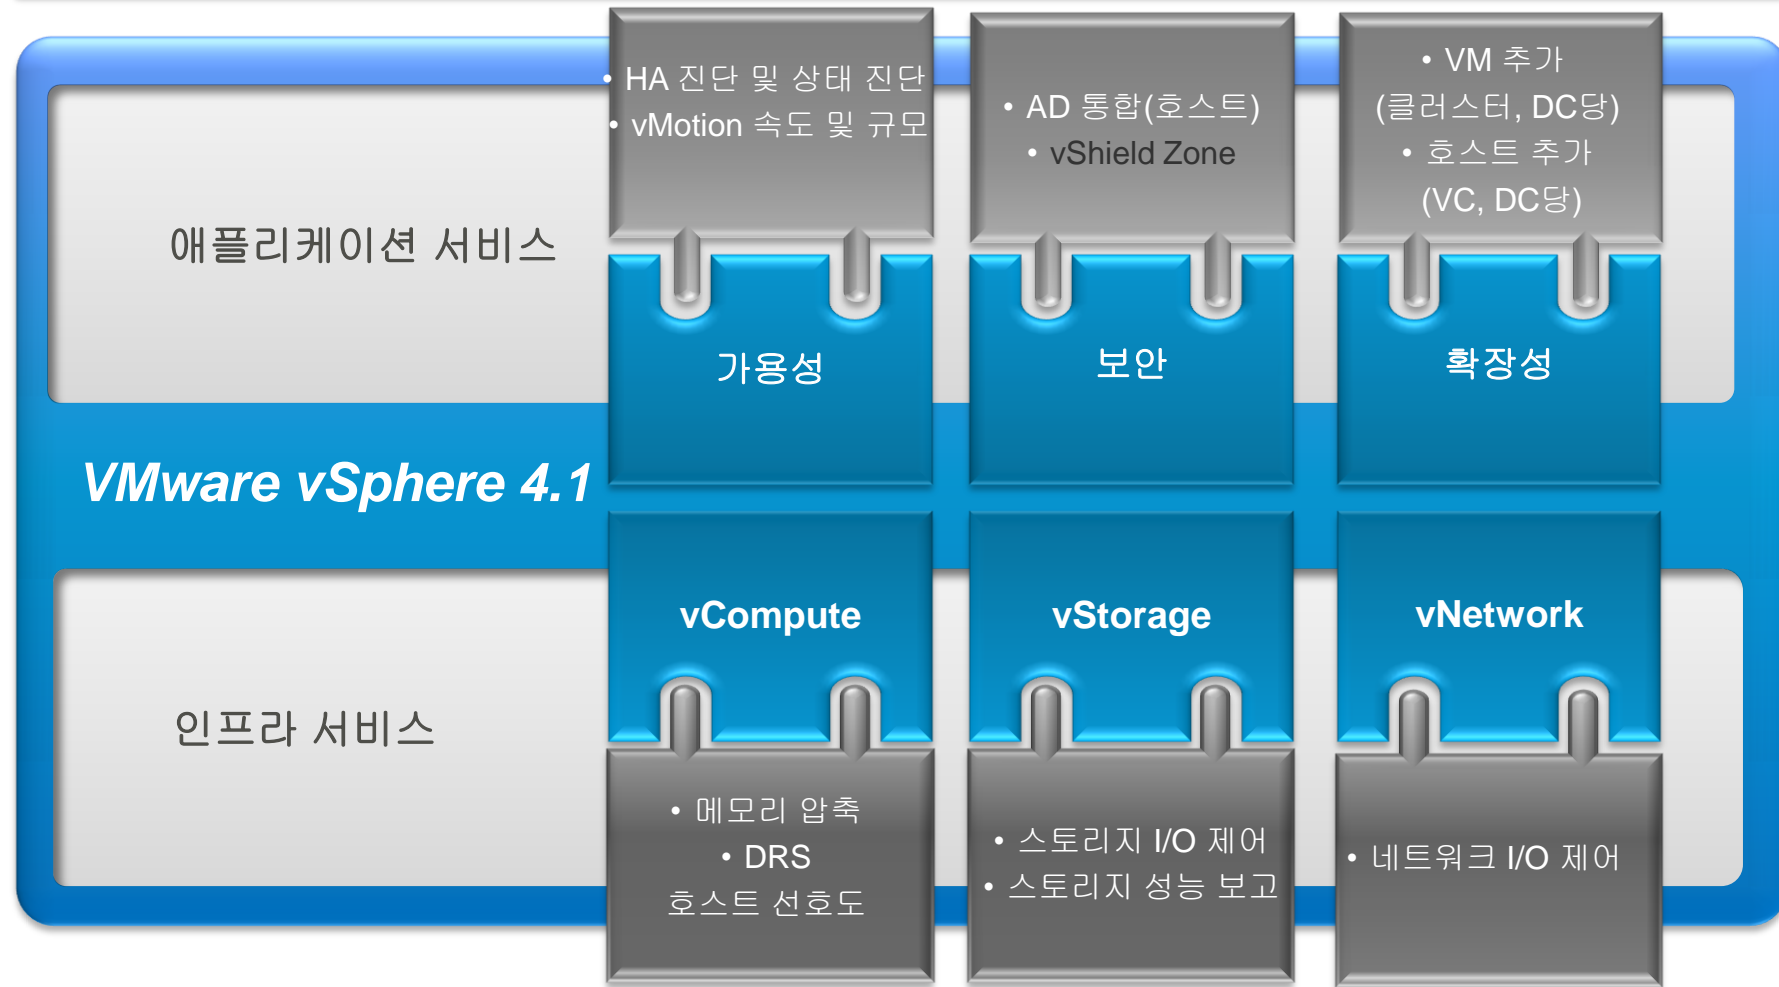 • HA 진단 및 상태 진단
• vMotion 속도 및 규모
• AD 통합(호스트)
• vShield Zone
• VM 추가
(클러스터, DC당)
• 호스트 추가
(VC, DC당)
애플리케이션 서비스
가용성
보안
확장성
VMware vSphere 4.1
vCompute
vStorage
vNetwork
인프라 서비스
• 메모리 압축
• DRS
호스트 선호도
• 스토리지 I/O 제어
• 스토리지 성능 보고
• 네트워크 I/O 제어